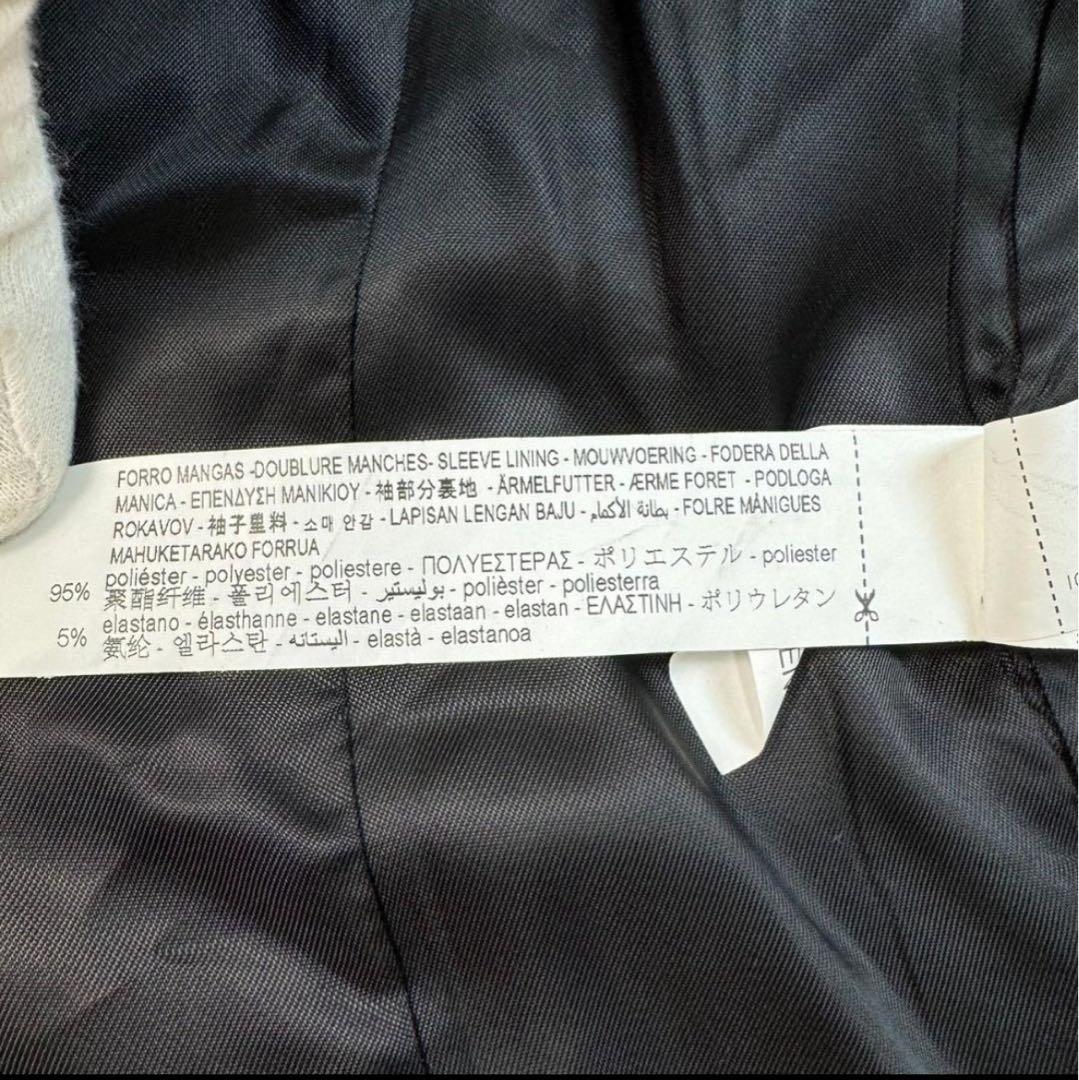 FORRO MANGAS -DOUBLURE MANCHES- SLEEVE LINING - MOUWVOERING - FODERA DELLA
MANICA - ΕΠΕΝΔΥΣΗ ΜΑΝΙΚΙΟΥ - 袖部分裏地 - ÄRMELFUTTER - ÆRME FORET - PODLOGA
ROKAVOV - 袖子里料 - 소매 안감 - LAPISAN LENGAN BAJU - بطانة الأكمام - FOLRE MÀNIGUES
MAHUKETARAKO FORRUA
95% poliéster - polyester - poliestere - ΠΟΛΥΕΣΤΕΡΑΣ - ポリエステル - poliester
聚酯纤维 - 폴리에스터 - بوليستير - polièster - poliesterra
5% elastano - élasthanne - elastane - elastaan - elastan - ΕΛΑΣΤΙΝΗ - ポリウレタン
氨纶 - 엘라스탄 - اليستانه - elastà - elastanoa